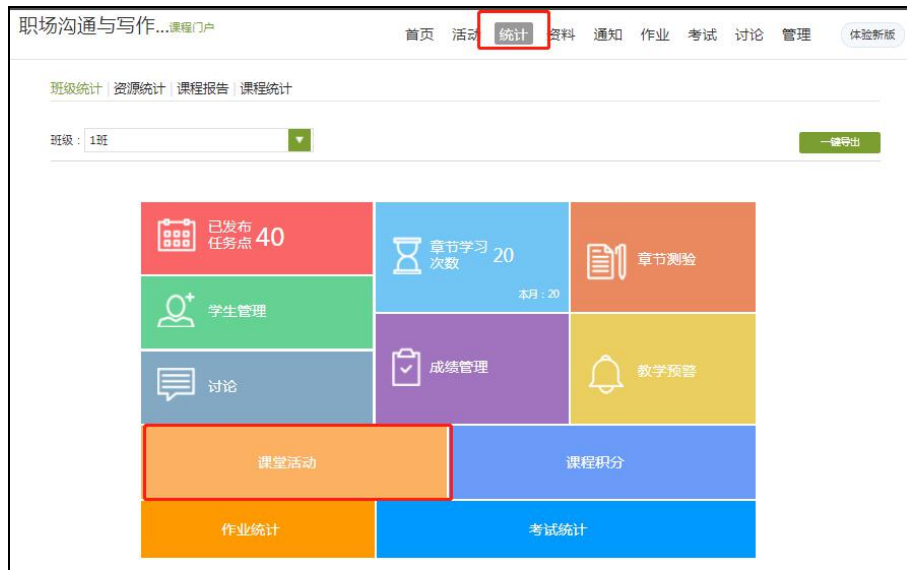 职场沟通与写作...课程门户
首页 活动 统计 资料 通知 作业 考试 讨论 管理 体验新版
班级统计 资源统计 课程报告 课程统计
班级：1班
一键导出
已发布
任务点 40
章节学习
次数 20
本月：20
章节测验
学生管理
成绩管理
教学预警
讨论
课堂活动
课程积分
作业统计
考试统计